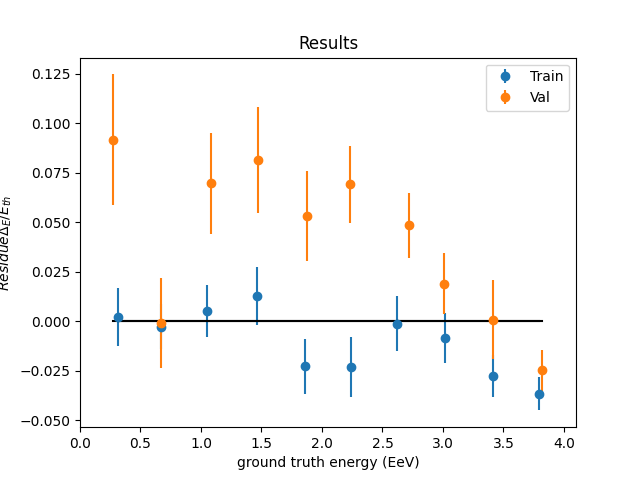 Results
Residue Δ_E/E_th
Train
Val
0.125
0.100
0.075
0.050
0.025
0.000
−0.025
−0.050
0.0 0.5 1.0 1.5 2.0 2.5 3.0 3.5 4.0
ground truth energy (EeV)